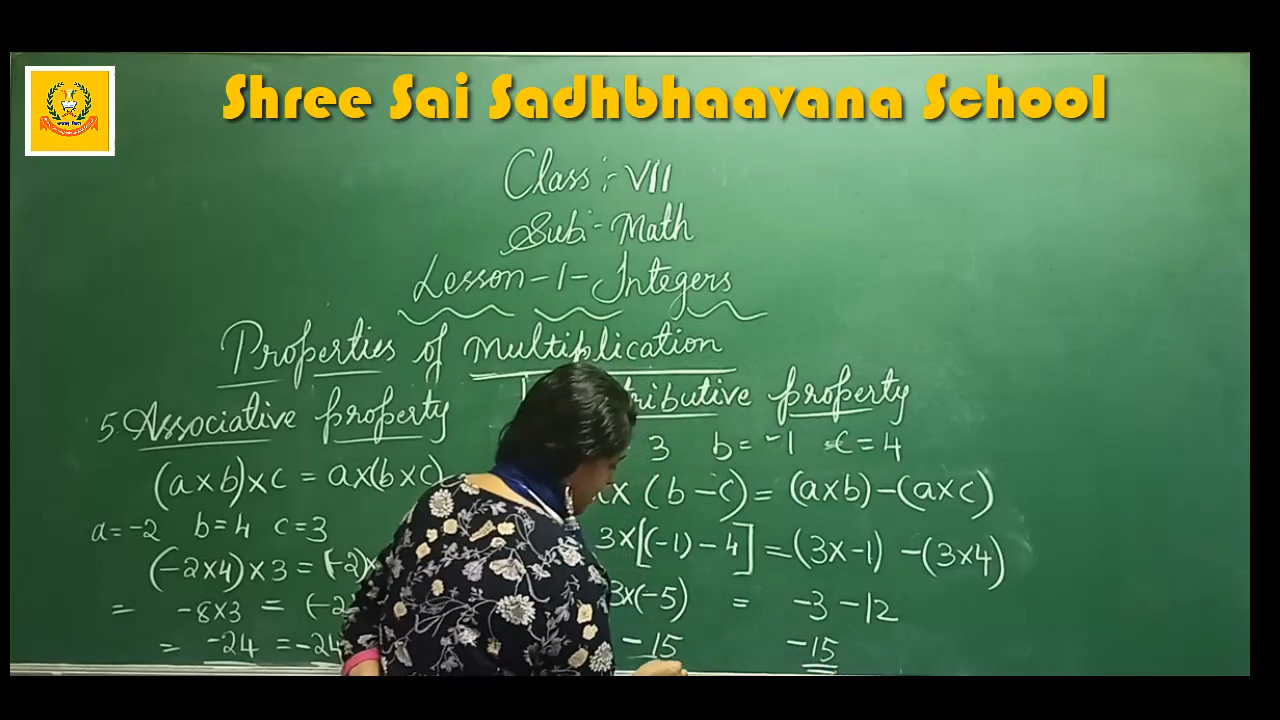 Shree Sai Sadhbhaavana School
Class :- VII
Sub:- Math
Lesson-1-Integers
Properties of multiplication
5. Associative property
(a×b)×c = a×(b×c)
a=-2 b=4 c=3
(-2×4)×3 = (-2)×
= -8×3 = (-2
= -24 = -24
property
3 b=-1 c=4
× (b-c) = (a×b)-(a×c)
3×[(-1)-4] = (3×-1) -(3×4)
3×(-5) = -3 -12
-15 -15